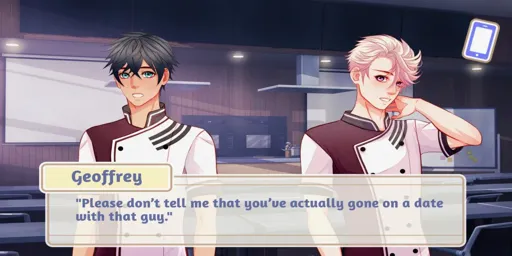 Geoffrey
"Please don't tell me that you've actually gone on a date
with that guy."